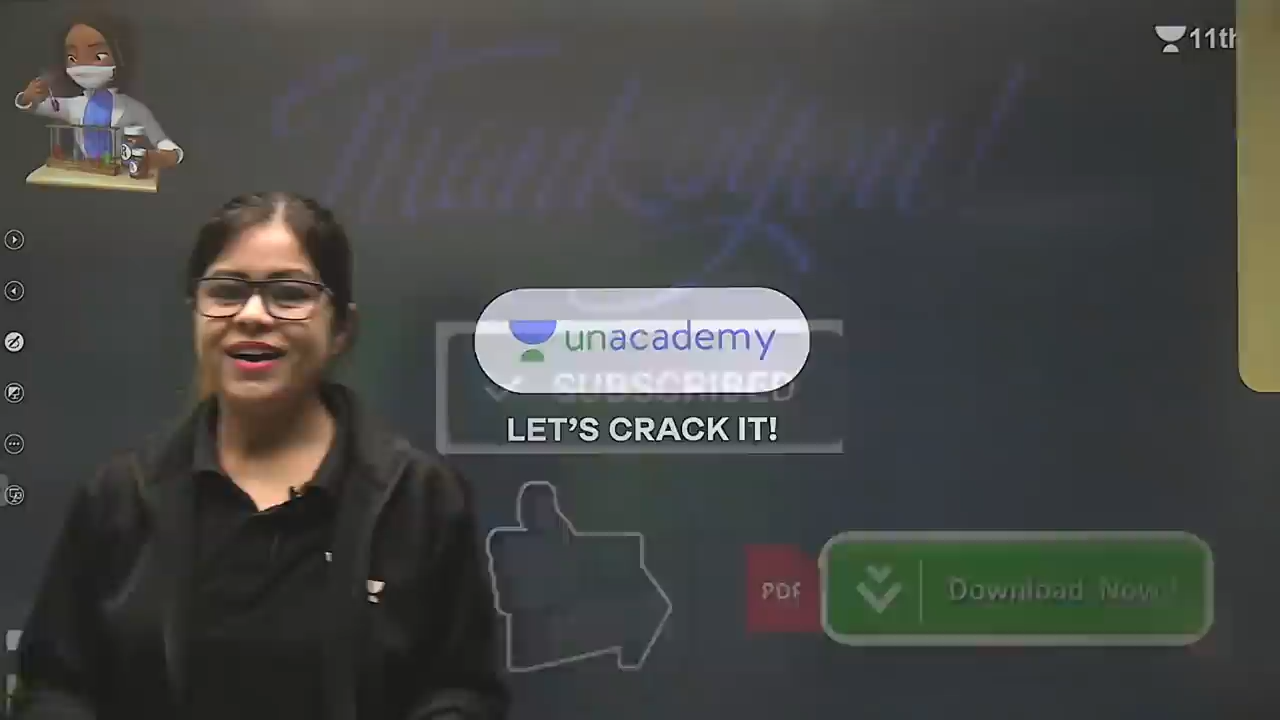 11th
Thank You!
unacademy
SUBSCRIBED
LET'S CRACK IT!
PDF
Download Now!